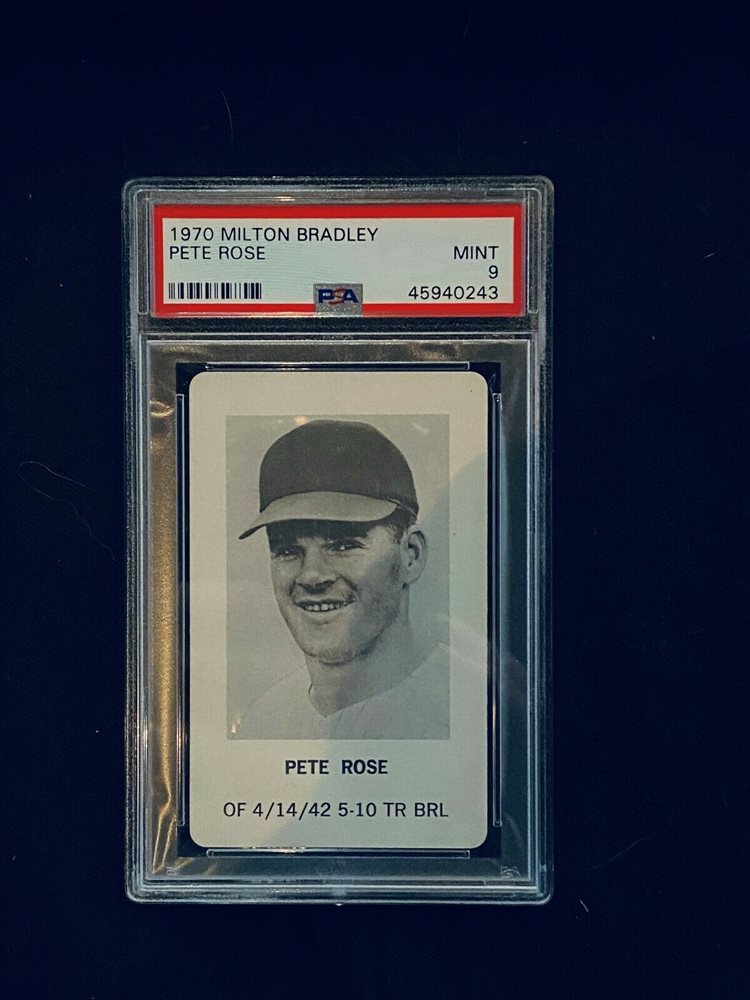 1970 MILTON BRADLEY
PETE ROSE MINT
9
PSA 45940243
PETE ROSE
OF 4/14/42 5-10 TR BRL